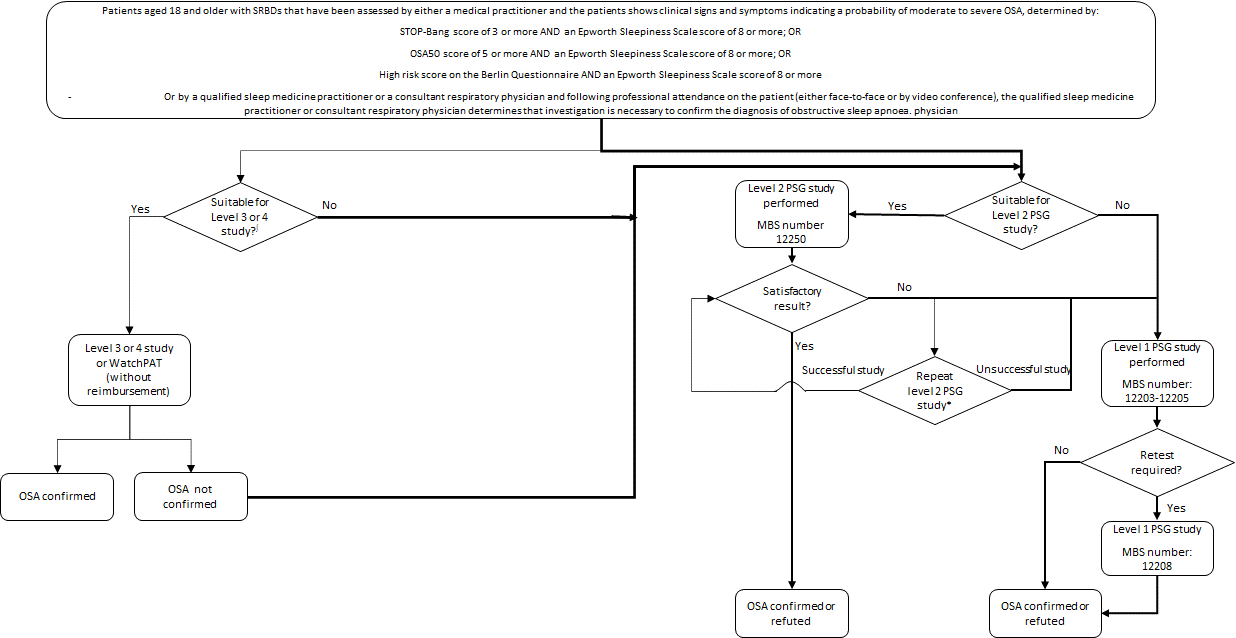 Patients aged 18 and older with SRBDs that have been assessed by either a medical practitioner and the patients shows clinical signs and symptoms indicating a probability of moderate to severe OSA, determined by:
STOP-Bang score of 3 or more AND an Epworth Sleepiness Scale score of 8 or more; OR
OSA50 score of 5 or more AND an Epworth Sleepiness Scale score of 8 or more; OR
High risk score on the Berlin Questionnaire AND an Epworth Sleepiness Scale score of 8 or more
- Or by a qualified sleep medicine practitioner or a consultant respiratory physician and following professional attendance on the patient (either face-to-face or by video conference), the qualified sleep medicine
practitioner or consultant respiratory physician determines that investigation is necessary to confirm the diagnosis of obstructive sleep apnoea. physician
Suitable for
Level 3 or 4
study?
Yes
No
Level 3 or 4 study
or WatchPAT
(without
reimbursement)
OSA confirmed
OSA not
confirmed
Suitable for
Level 2 PSG
study?
Yes
No
Level 2 PSG study
performed
MBS number
12250
Satisfactory
result?
No
Yes
Successful study
Unsuccessful study
Repeat
level 2 PSG
study*
Level 1 PSG study
performed
MBS number:
12203-12205
Retest
required?
No
Yes
Level 1 PSG study
MBS number:
12208
OSA confirmed or
refuted
OSA confirmed or
refuted